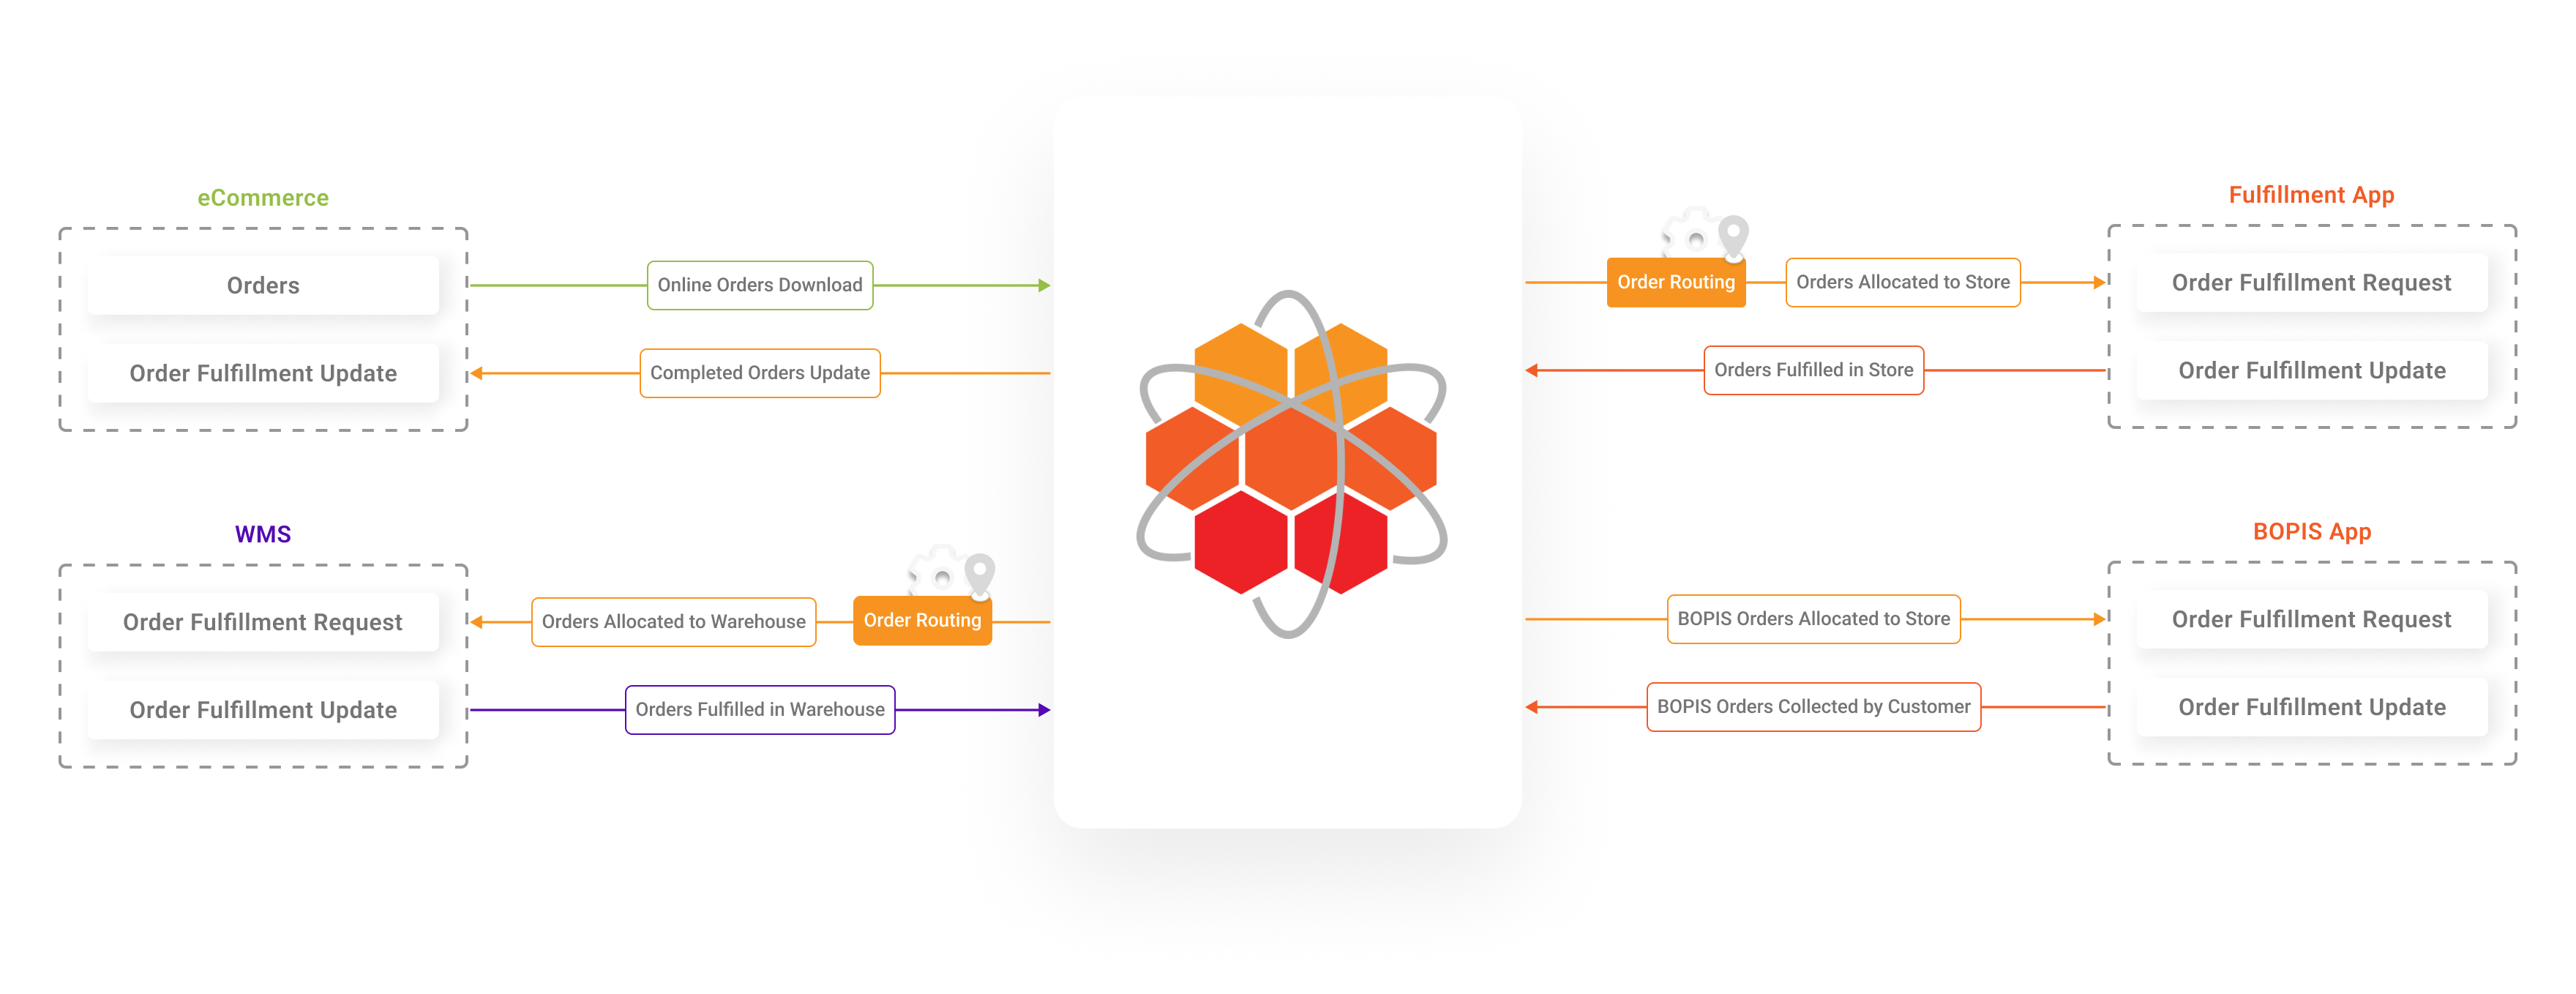 eCommerce
Orders
Online Orders Download
Order Fulfillment Update
Completed Orders Update
WMS
Order Fulfillment Request
Orders Allocated to Warehouse
Order Routing
Order Fulfillment Update
Orders Fulfilled in Warehouse
Fulfillment App
Order Routing
Orders Allocated to Store
Order Fulfillment Request
Orders Fulfilled in Store
Order Fulfillment Update
BOPIS App
BOPIS Orders Allocated to Store
Order Fulfillment Request
BOPIS Orders Collected by Customer
Order Fulfillment Update